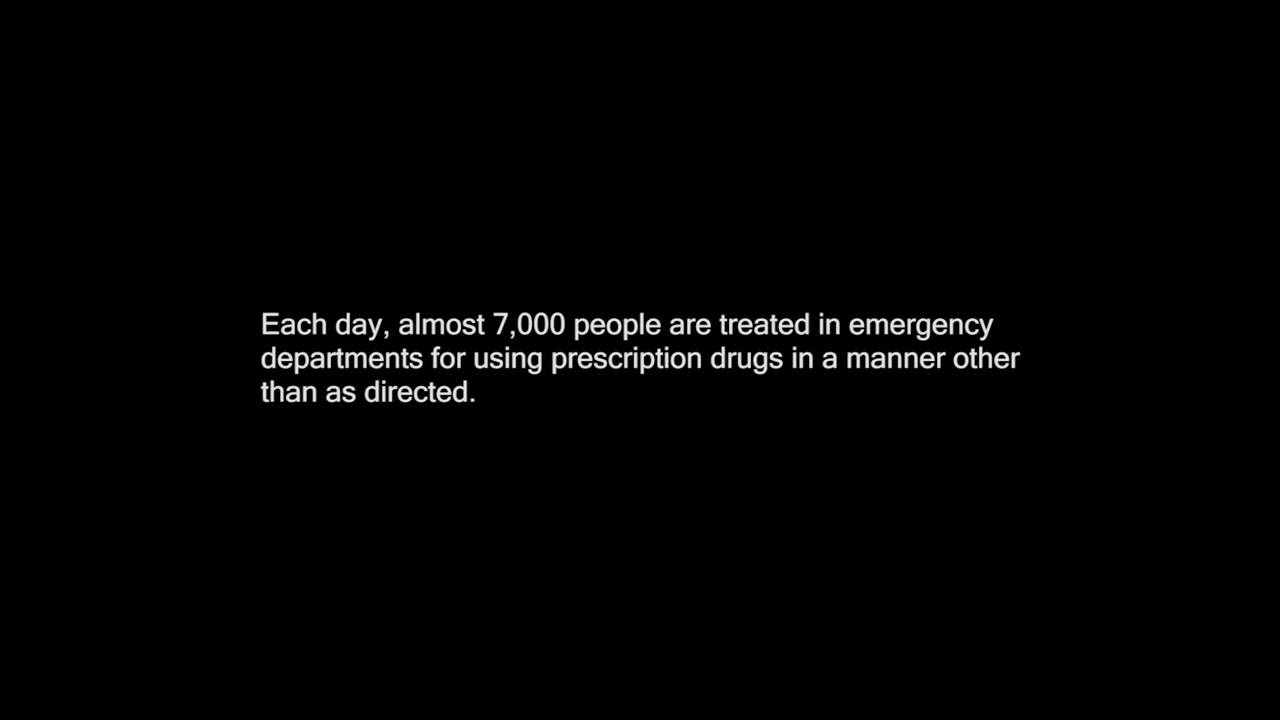 Each day, almost 7,000 people are treated in emergency
departments for using prescription drugs in a manner other
than as directed.